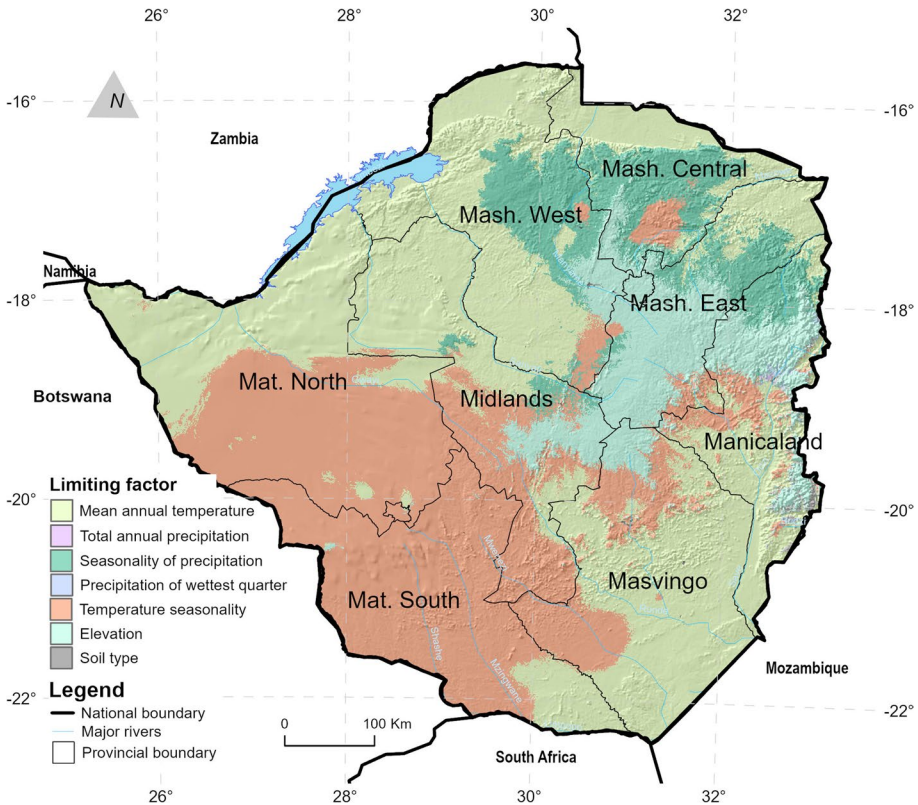 26° 28° 30° 32°
-16° -16°
N
Zambia
Mash. Central
Mash. West
Namibia
-18° -18°
Mash. East
Mat. North
Botswana
Midlands
Manicaland
Limiting factor
-20° -20°
Mean annual temperature
Total annual precipitation
Seasonality of precipitation
Precipitation of wettest quarter
Masvingo
Temperature seasonality
Mat. South
Elevation
Shashe
Soil type
Mzingwane
Mozambique
Legend
-22° -22°
National boundary
0 100 Km
Major rivers
Provincial boundary
South Africa
26° 28° 30° 32°